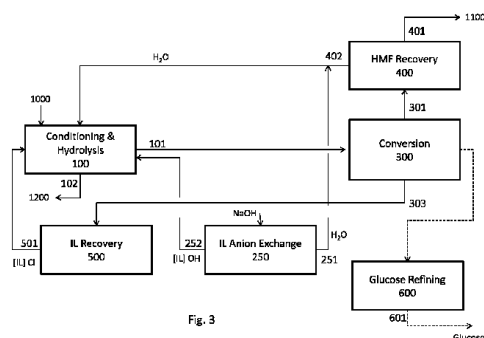 401
1100
H₂O
402
HMF Recovery
400
1000
301
Conditioning &
Hydrolysis
100
101
Conversion
300
102
1200
303
NaOH
501
IL Recovery
500
252
IL Anion Exchange
250
H₂O
[IL] Cl
[IL] OH
251
Glucose Refining
600
Fig. 3
601
Glucose